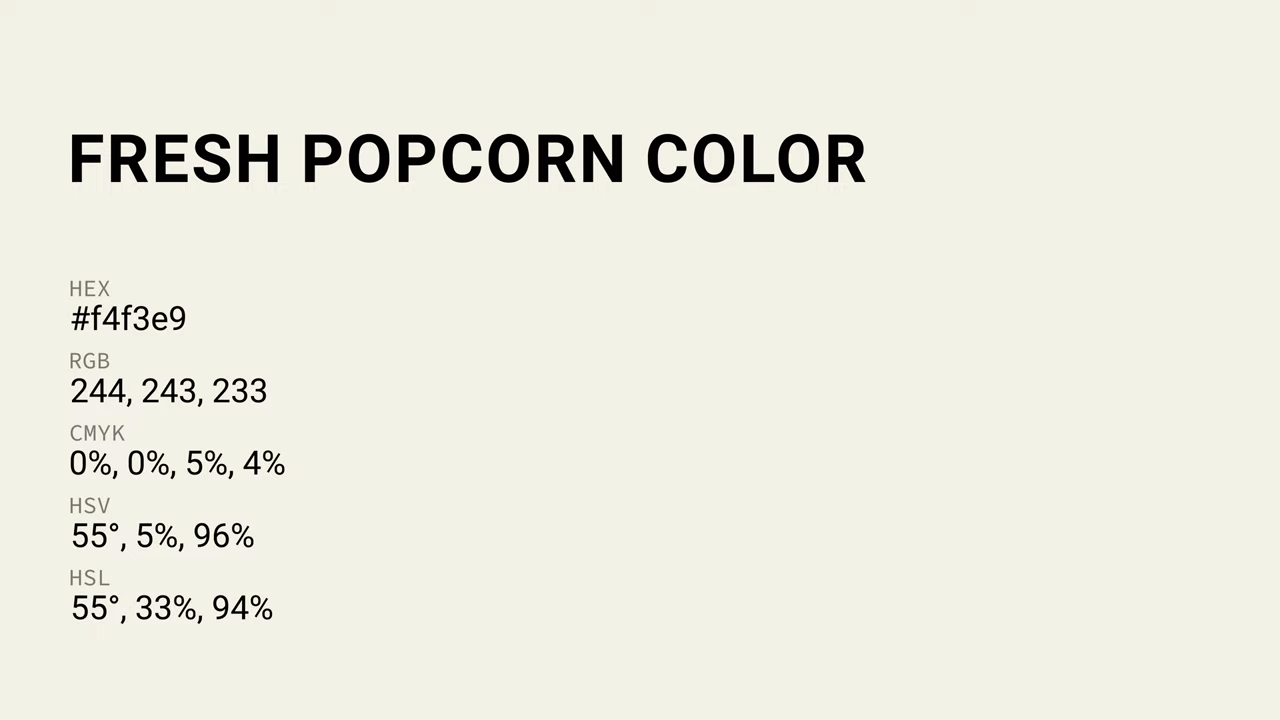 FRESH POPCORN COLOR
HEX
#f4f3e9
RGB
244, 243, 233
CMYK
0%, 0%, 5%, 4%
HSV
55°, 5%, 96%
HSL
55°, 33%, 94%